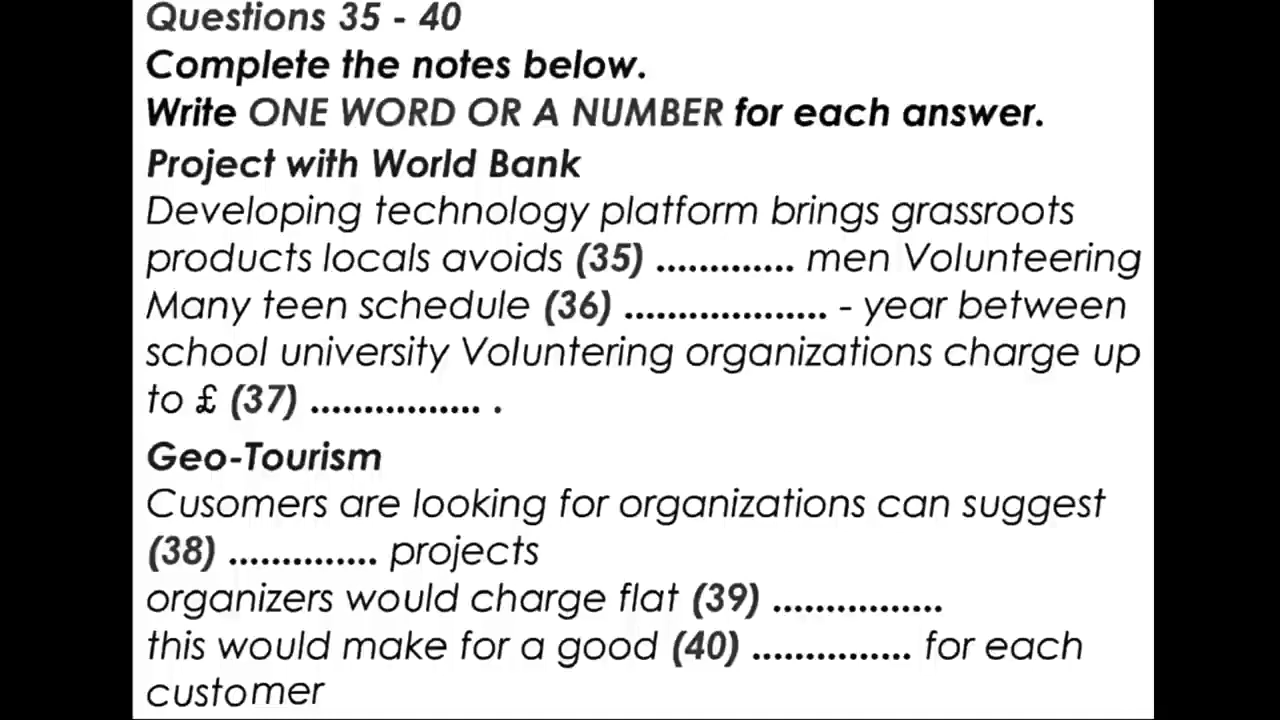 Questions 35 - 40
Complete the notes below.
Write ONE WORD OR A NUMBER for each answer.
Project with World Bank
Developing technology platform brings grassroots
products locals avoids (35) ............. men Volunteering
Many teen schedule (36) ................... - year between
school university Voluntering organizations charge up
to £ (37) ................ .
Geo-Tourism
Cusomers are looking for organizations can suggest
(38) .............. projects
organizers would charge flat (39) ................
this would make for a good (40) ............... for each
customer